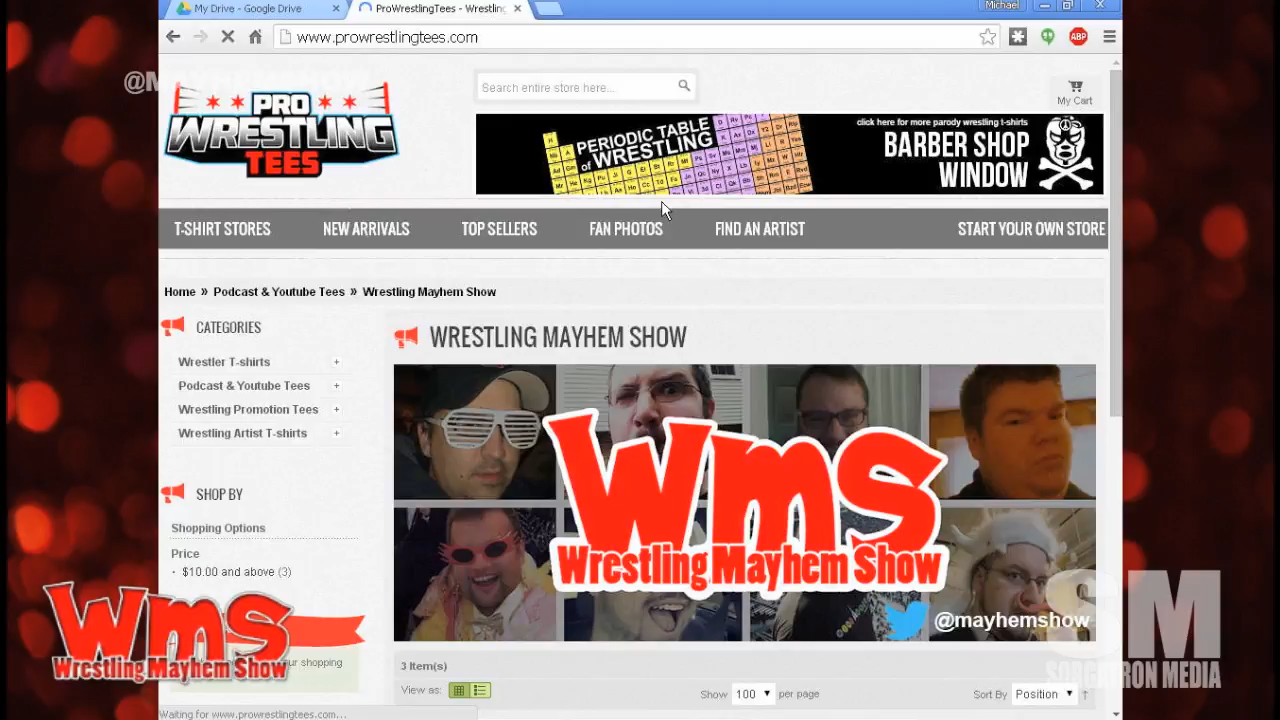 My Drive - Google Drive
ProWrestlingTees - Wrestling
Michael
www.prowrestlingtees.com
ABP
@MAYHEMSHOW
PRO
WRESTLING
TEES
Search entire store here...
My Cart
PERIODIC TABLE
of WRESTLING
click here for more parody wrestling t-shirts
BARBER SHOP
WINDOW
T-SHIRT STORES
NEW ARRIVALS
TOP SELLERS
FAN PHOTOS
FIND AN ARTIST
START YOUR OWN STORE
Home » Podcast & Youtube Tees » Wrestling Mayhem Show
CATEGORIES
Wrestler T-shirts +
Podcast & Youtube Tees +
Wrestling Promotion Tees +
Wrestling Artist T-shirts +
SHOP BY
Shopping Options
Price
· $10.00 and above (3)
WRESTLING MAYHEM SHOW
Wms
Wrestling Mayhem Show
@mayhemshow
3 Item(s)
View as:
Show 100 per page
Sort By Position
Wms
Wrestling Mayhem Show
shopping
SM
SORGATRON MEDIA
Waiting for www.prowrestlingtees.com...